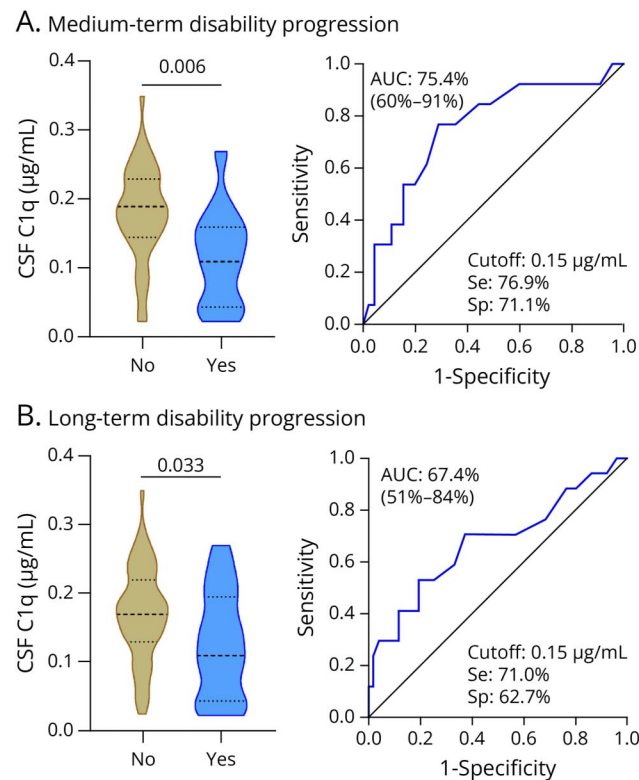 A. Medium-term disability progression
0.006
CSF C1q (µg/mL)
0.4
0.3
0.2
0.1
0.0
No Yes
AUC: 75.4%
(60%–91%)
Sensitivity
1.0
0.8
0.6
0.4
0.2
0.0
Cutoff: 0.15 µg/mL
Se: 76.9%
Sp: 71.1%
0.0 0.2 0.4 0.6 0.8 1.0
1-Specificity
B. Long-term disability progression
0.033
CSF C1q (µg/mL)
0.4
0.3
0.2
0.1
0.0
No Yes
AUC: 67.4%
(51%–84%)
Sensitivity
1.0
0.8
0.6
0.4
0.2
0.0
Cutoff: 0.15 µg/mL
Se: 71.0%
Sp: 62.7%
0.0 0.2 0.4 0.6 0.8 1.0
1-Specificity